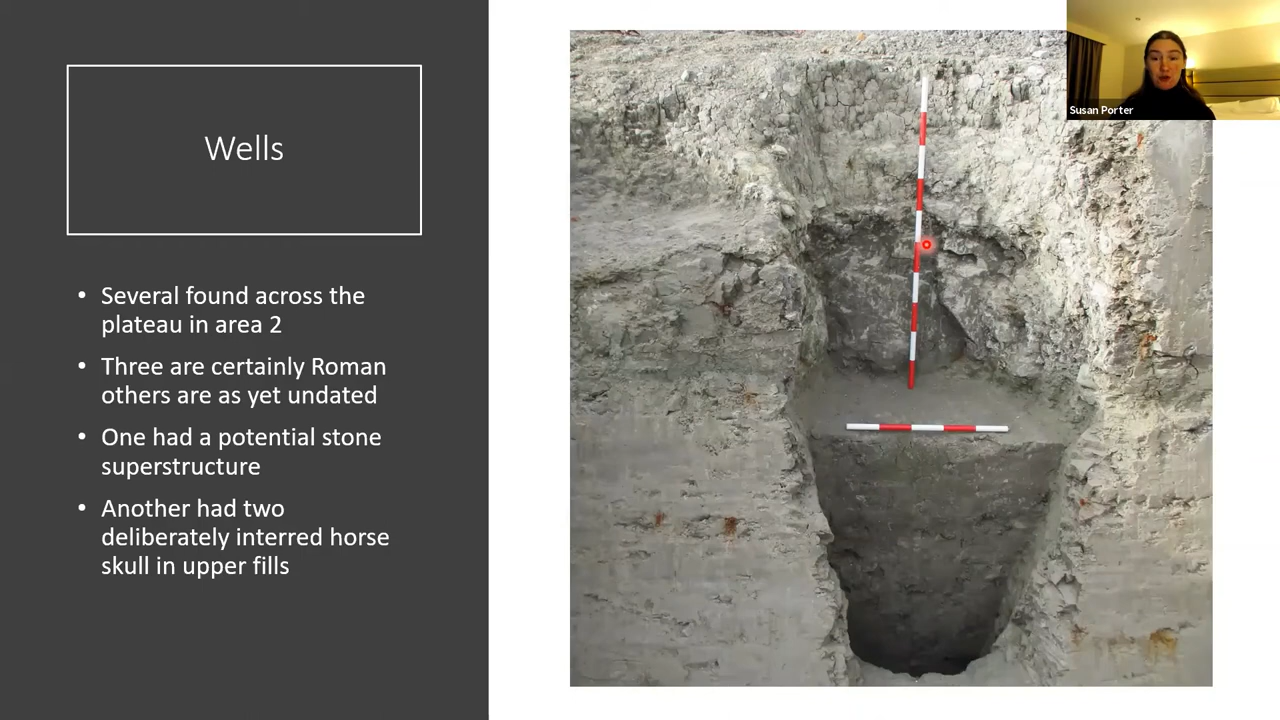 Wells
• Several found across the
plateau in area 2
• Three are certainly Roman
others are as yet undated
• One had a potential stone
superstructure
• Another had two
deliberately interred horse
skull in upper fills
Susan Porter